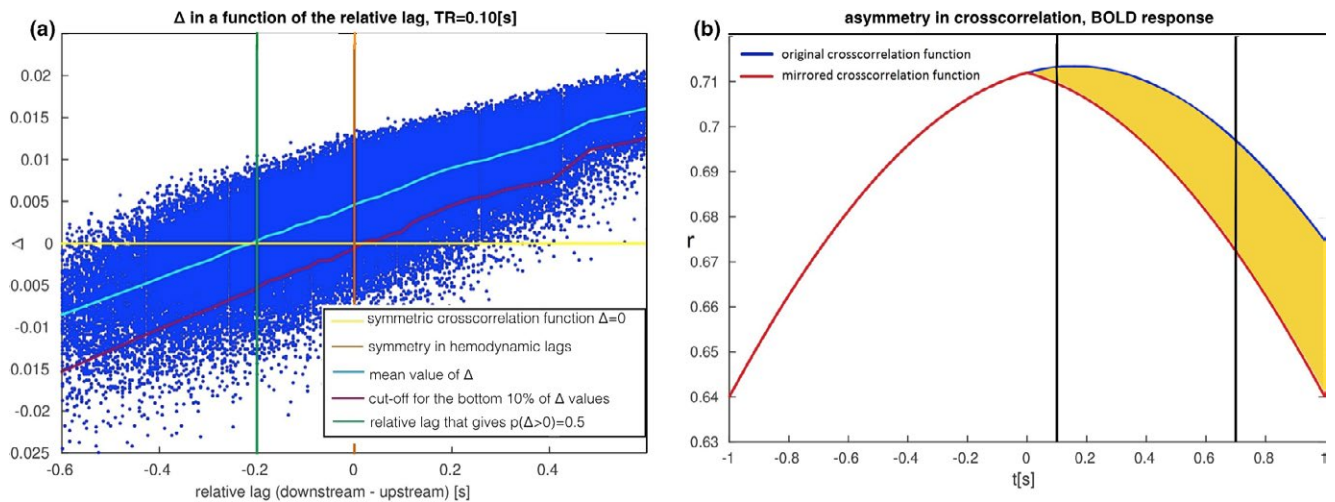 (a) Δ in a function of the relative lag, TR=0.10[s]
0.02
0.015
0.01
0.005
0
0.005
-0.01
0.015
-0.02
0.025
Δ
symmetric crosscorrelation function Δ=0
symmetry in hemodynamic lags
mean value of Δ
cut-off for the bottom 10% of Δ values
relative lag that gives p(Δ>0)=0.5
-0.6 -0.4 -0.2 0 0.2 0.4
relative lag (downstream - upstream) [s]
(b) asymmetry in crosscorrelation, BOLD response
original crosscorrelation function
mirrored crosscorrelation function
0.71
0.7
0.69
0.68
r
0.67
0.66
0.65
0.64
0.63
-1 -0.8 -0.6 -0.4 -0.2 0 0.2 0.4 0.6 0.8 1
t[s]